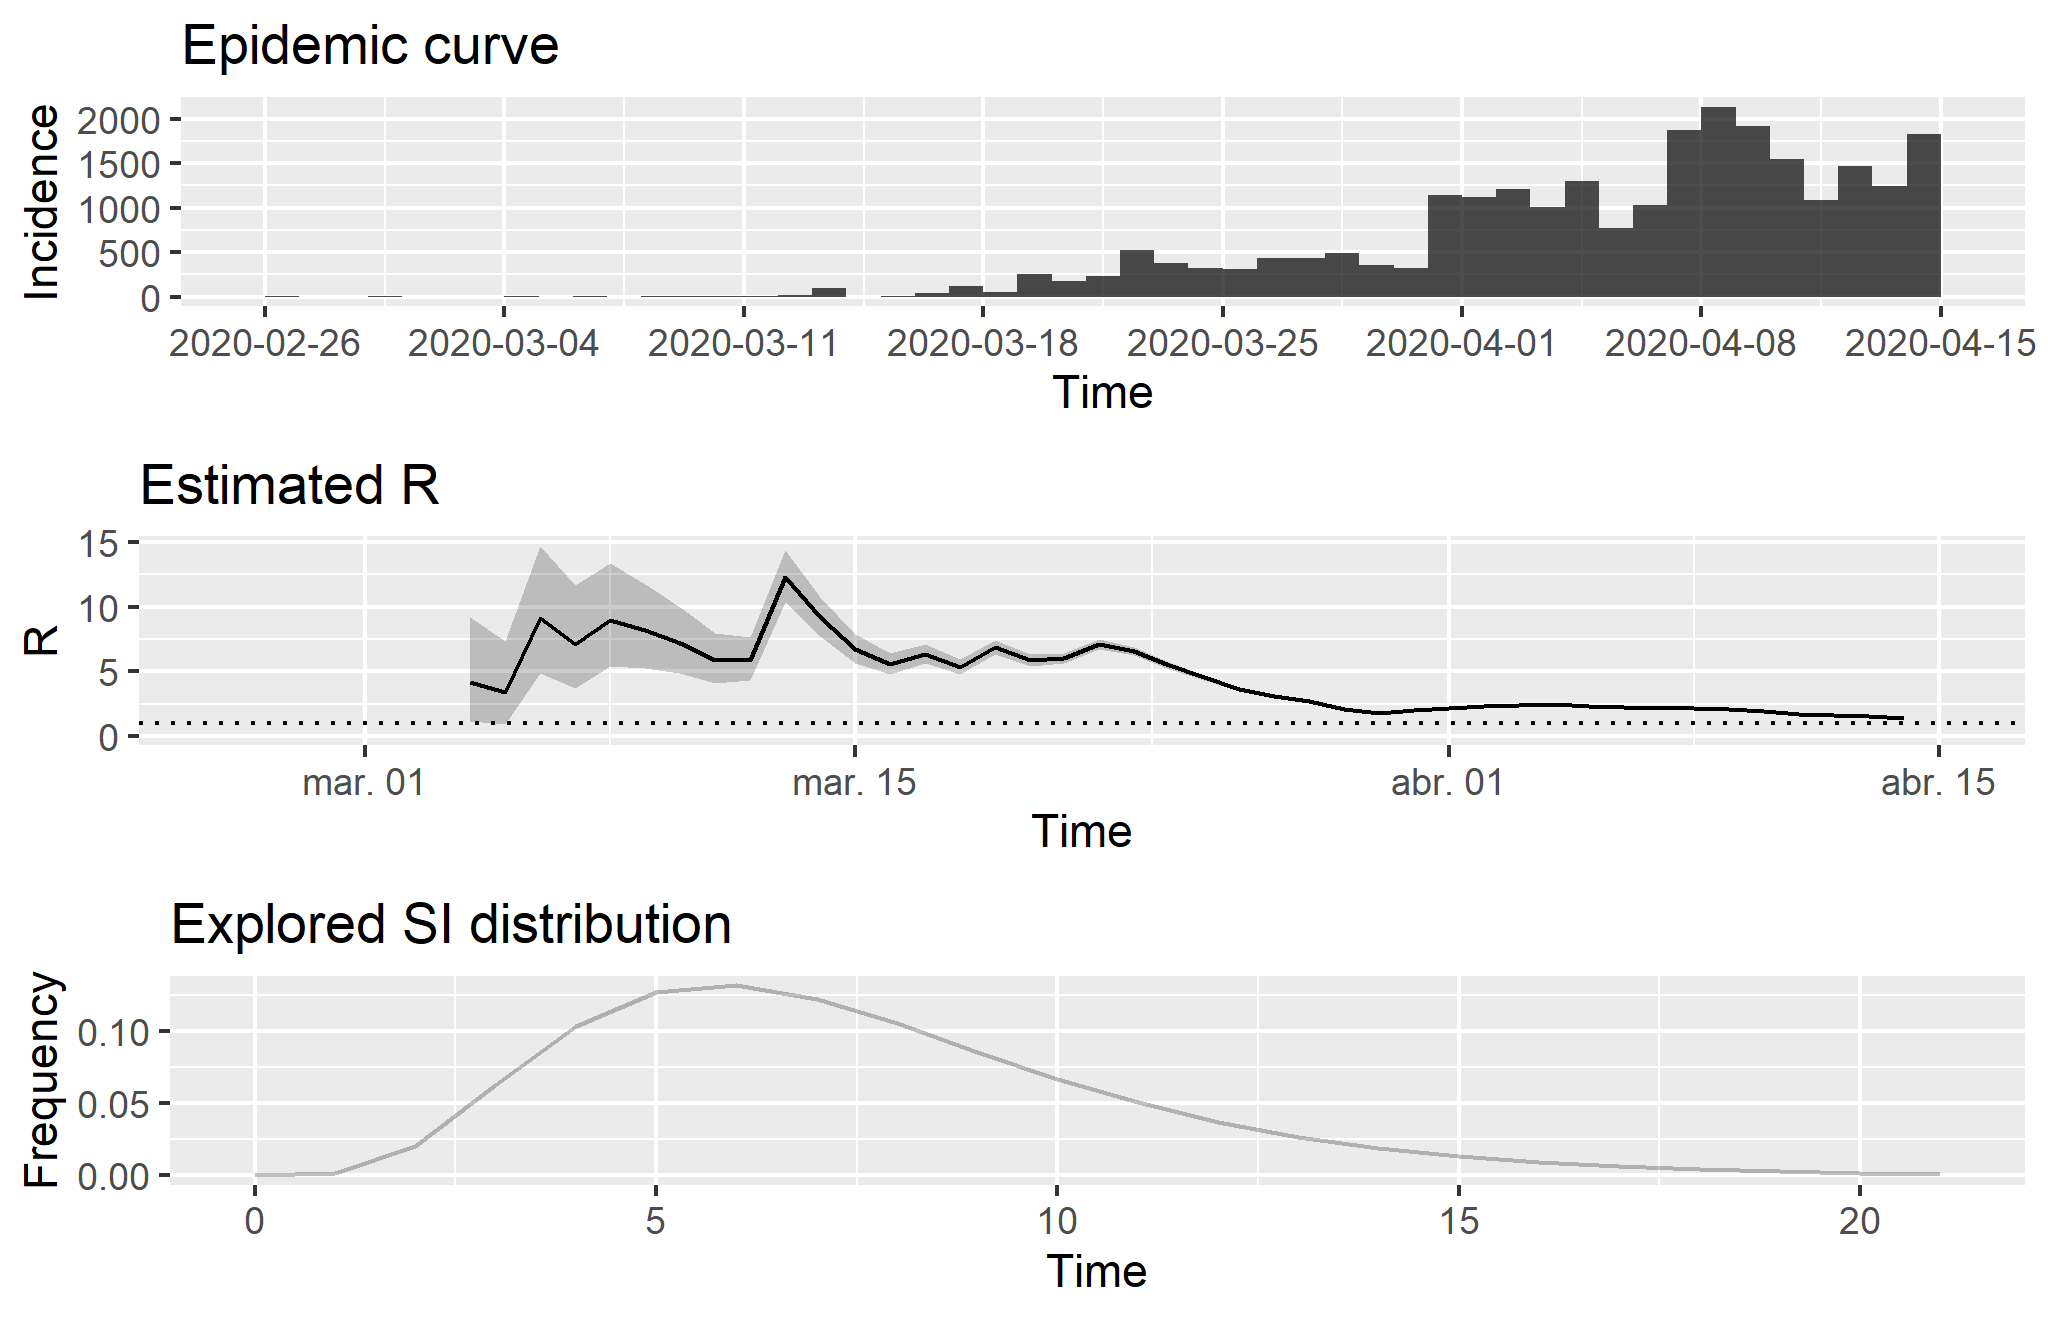 Epidemic curve
Incidence
2000
1500
1000
500
0
2020-02-26 2020-03-04 2020-03-11 2020-03-18 2020-03-25 2020-04-01 2020-04-08 2020-04-15
Time
Estimated R
R
15
10
5
0
mar. 01 mar. 15 abr. 01 abr. 15
Time
Explored SI distribution
Frequency
0.10
0.05
0.00
0 5 10 15 20
Time